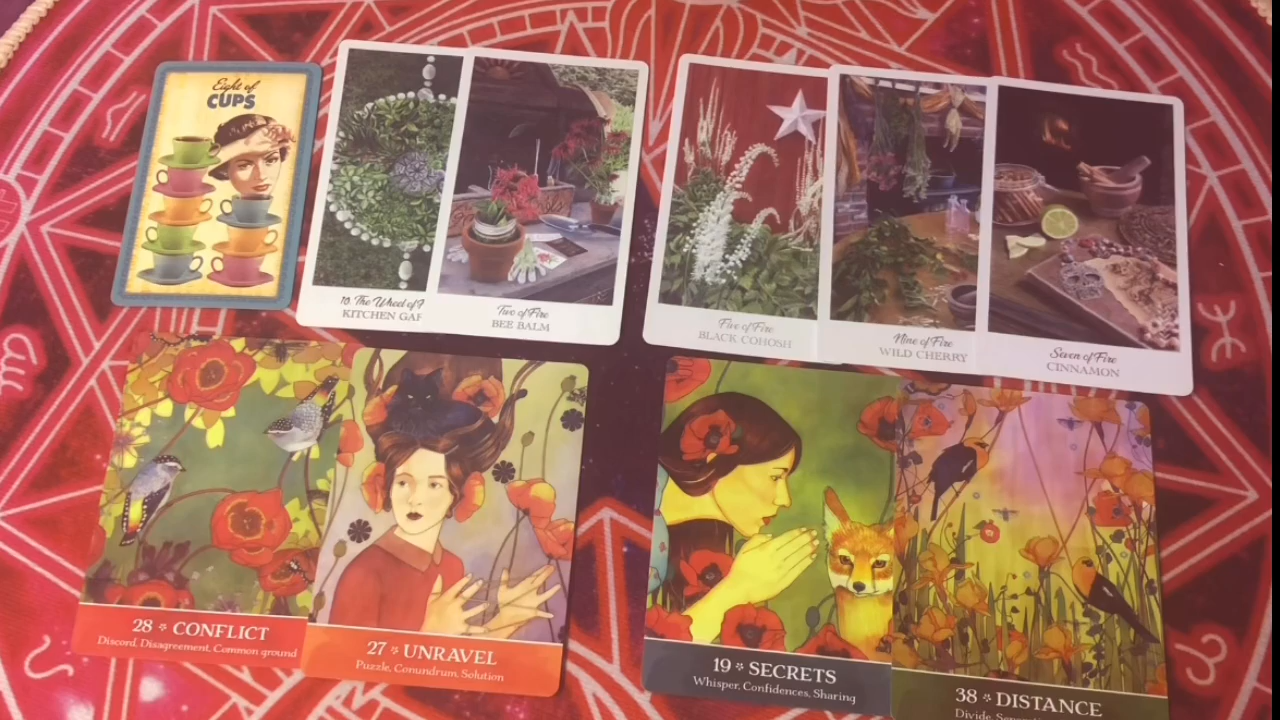 Eight of
CUPS
10. The Wheel of
KITCHEN
Two of Fire
BEE BALM
Five of Fire
BLACK COHOSH
Nine of Fire
WILD CHERRY
Seven of Fire
CINNAMON
28 CONFLICT
Discord, Disagreement, Common ground
27 UNRAVEL
Puzzle, Conundrum, Solution
19 SECRETS
Whisper, Confidences, Sharing
38 DISTANCE
Divide,